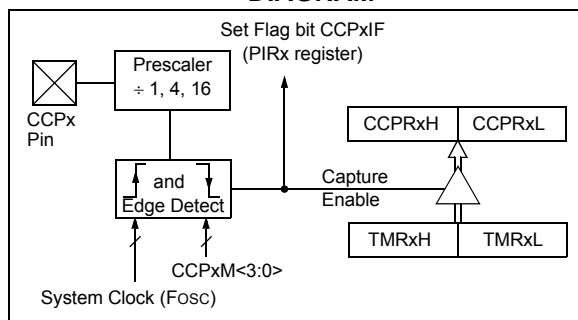 DIAGRAM
Set Flag bit CCPxIF
(PIRx register)
Prescaler
÷ 1, 4, 16
CCPx
Pin
CCPRxH CCPRxL
and
Edge Detect
Capture
Enable
TMRxH TMRxL
CCPxM<3:0>
System Clock (FOSC)